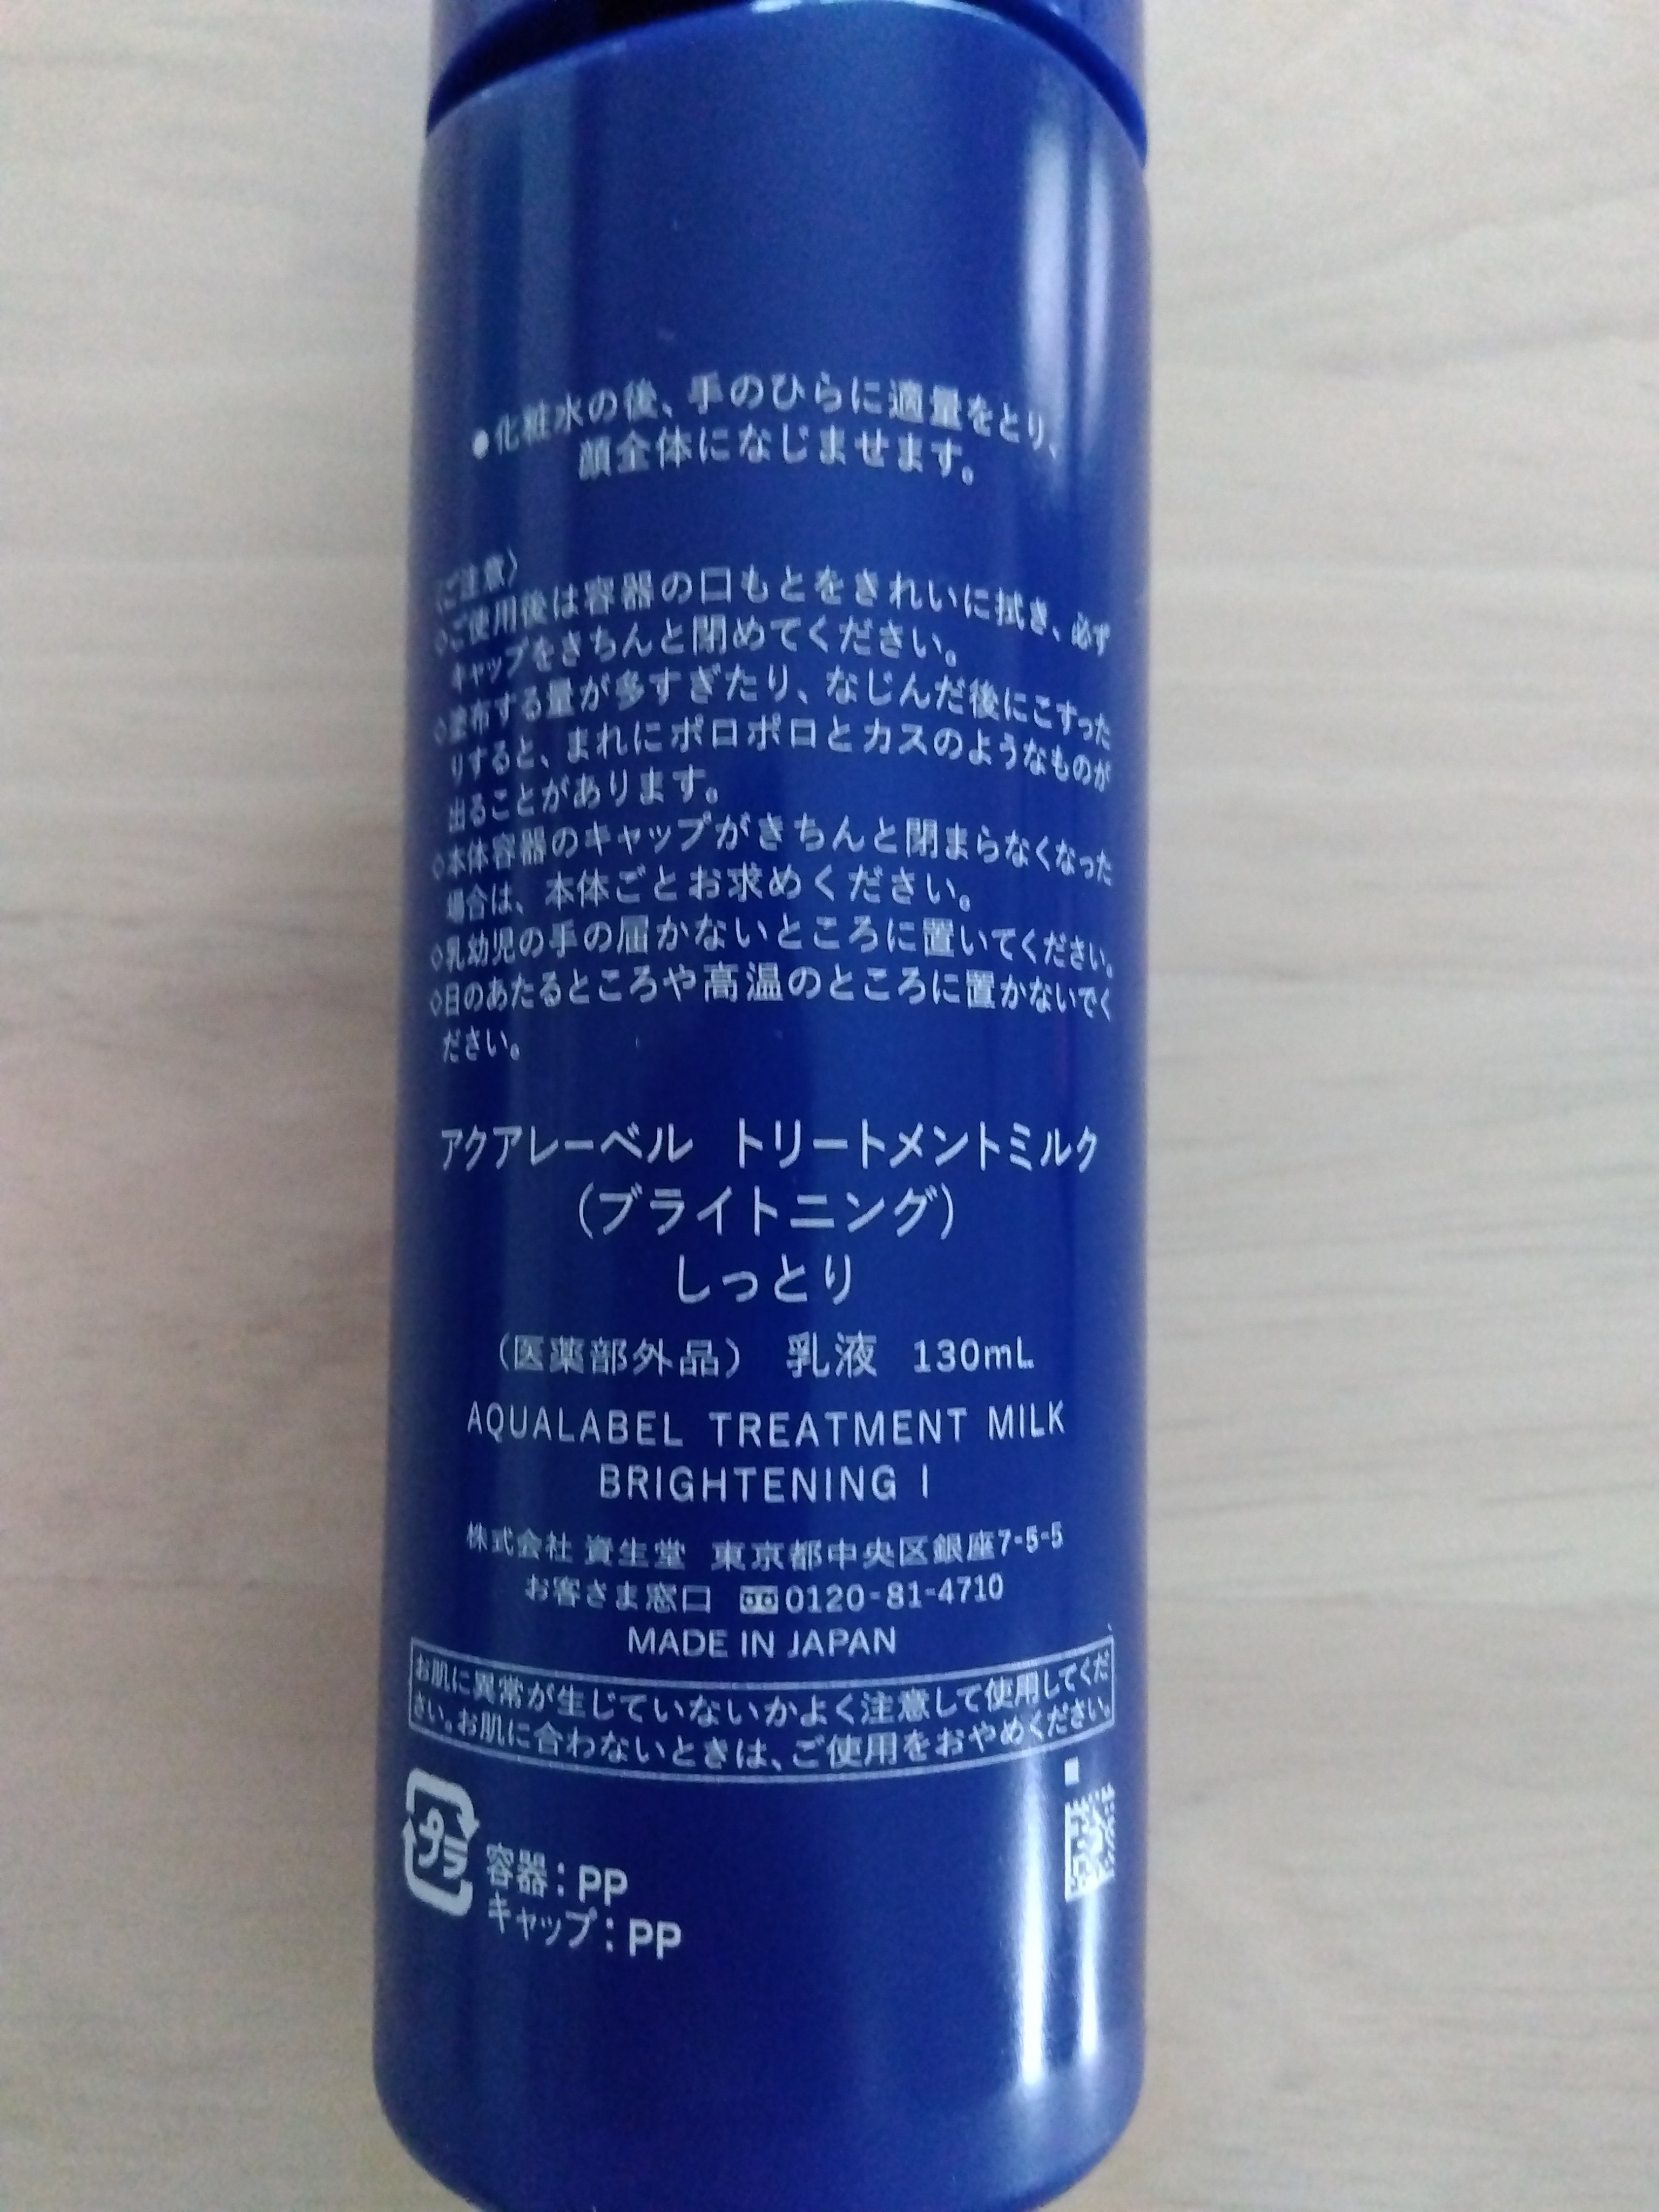 ●化粧水の後、手のひらに適量をとり、
顔全体になじませます。
〈ご注意〉
◇ご使用後は容器の口もとをきれいに拭き、必ず
キャップをきちんと閉めてください。
◇塗布する量が多すぎたり、なじんだ後にこすった
りすると、まれにポロポロとカスのようなものが
出ることがあります。
◇本体容器のキャップがきちんと閉まらなくなった
場合は、本体ごとお求めください。
◇乳幼児の手の届かないところに置いてください。
◇日のあたるところや高温のところに置かないでく
ださい。
アクアレーベル トリートメントミルク
(ブライトニング)
しっとり
(医薬部外品) 乳液 130mL
AQUALABEL TREATMENT MILK
BRIGHTENING I
株式会社 資生堂 東京都中央区銀座7-5-5
お客さま窓口 0120-81-4710
MADE IN JAPAN
お肌に異常が生じていないかよく注意して使用してくだ
さい。お肌に合わないときは、ご使用をおやめください。
プラ
容器：PP
キャップ：PP